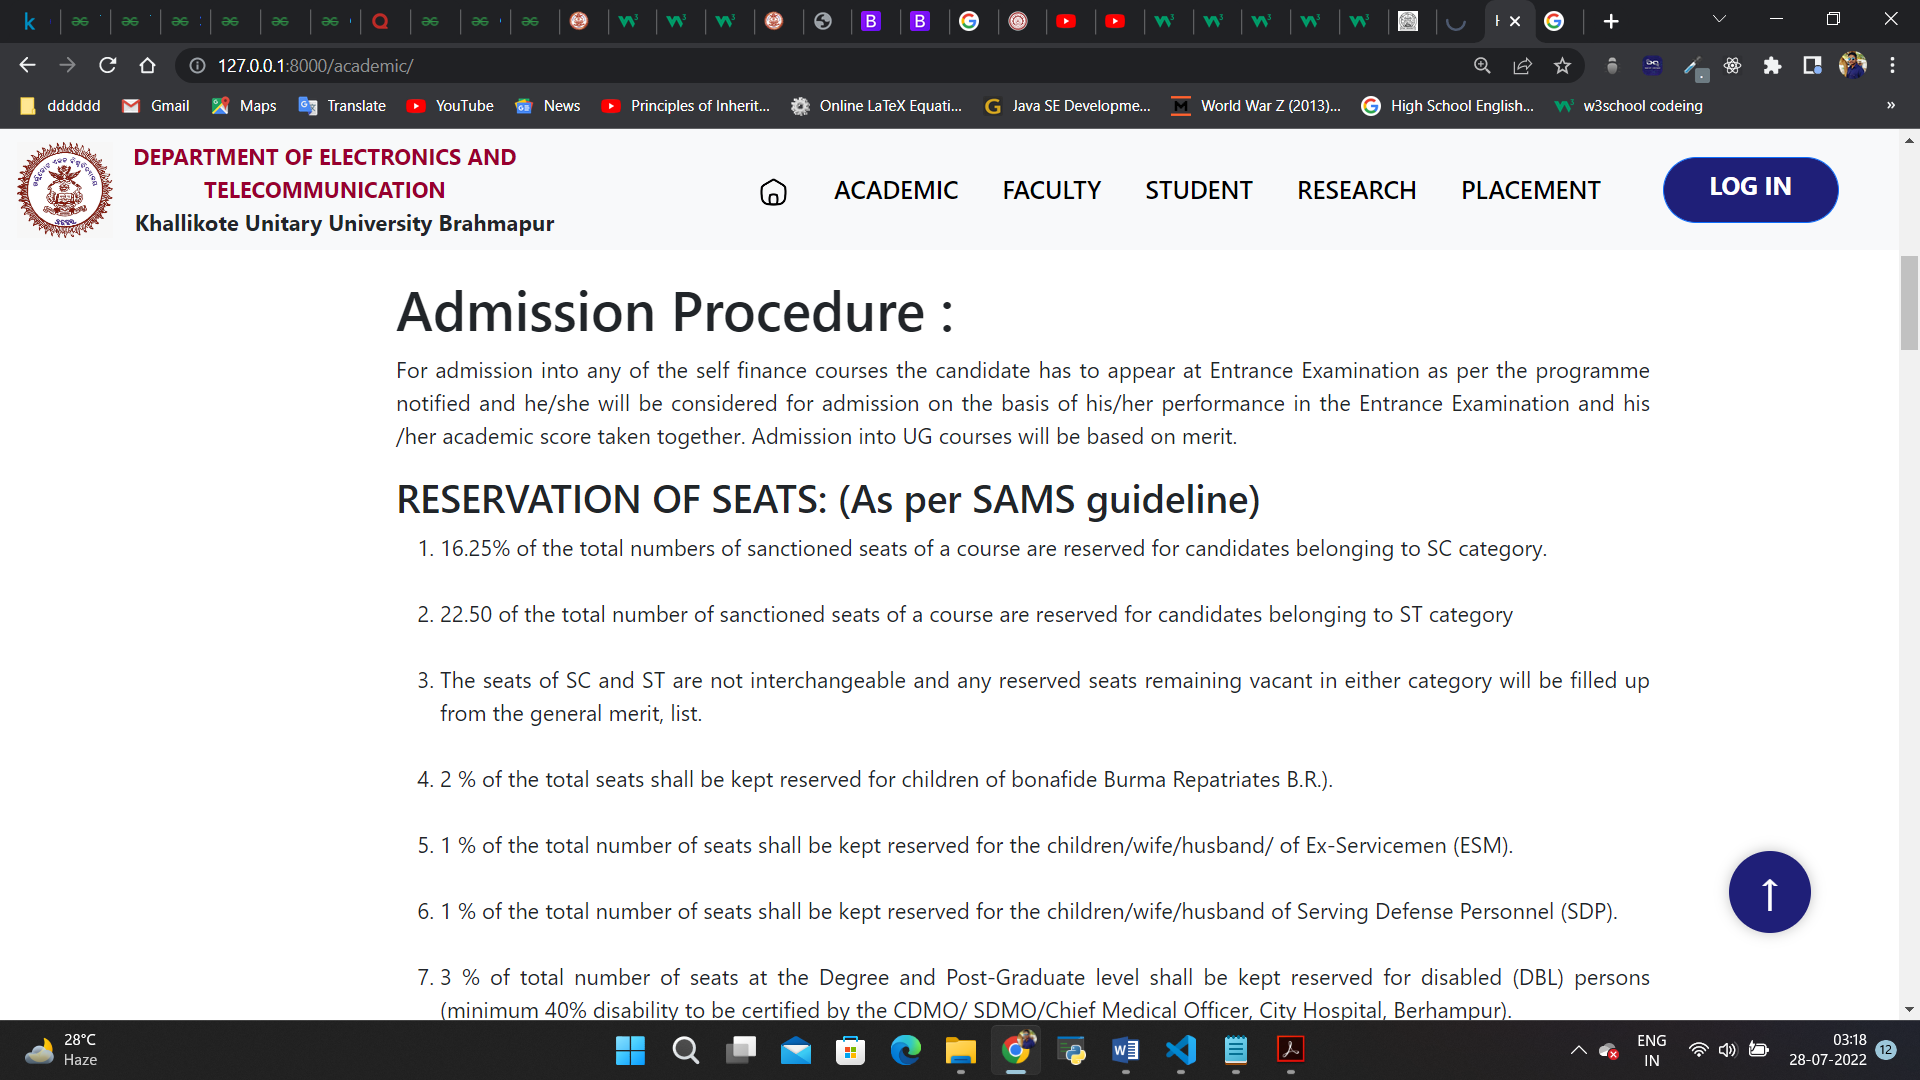 127.0.0.1:8000/academic/
dddddd Gmail Maps Translate YouTube News Principles of Inherit... Online LaTeX Equati... Java SE Developme... World War Z (2013)... High School English... w3school codeing »
DEPARTMENT OF ELECTRONICS AND
TELECOMMUNICATION
Khallikote Unitary University Brahmapur
ACADEMIC FACULTY STUDENT RESEARCH PLACEMENT LOG IN
Admission Procedure :
For admission into any of the self finance courses the candidate has to appear at Entrance Examination as per the programme
notified and he/she will be considered for admission on the basis of his/her performance in the Entrance Examination and his
/her academic score taken together. Admission into UG courses will be based on merit.
RESERVATION OF SEATS: (As per SAMS guideline)
1. 16.25% of the total numbers of sanctioned seats of a course are reserved for candidates belonging to SC category.
2. 22.50 of the total number of sanctioned seats of a course are reserved for candidates belonging to ST category
3. The seats of SC and ST are not interchangeable and any reserved seats remaining vacant in either category will be filled up
from the general merit, list.
4. 2 % of the total seats shall be kept reserved for children of bonafide Burma Repatriates B.R.).
5. 1 % of the total number of seats shall be kept reserved for the children/wife/husband/ of Ex-Servicemen (ESM).
6. 1 % of the total number of seats shall be kept reserved for the children/wife/husband of Serving Defense Personnel (SDP).
7. 3 % of total number of seats at the Degree and Post-Graduate level shall be kept reserved for disabled (DBL) persons
(minimum 40% disability to be certified by the CDMO/ SDMO/Chief Medical Officer, City Hospital, Berhampur).
28°C
Haze
ENG
IN
03:18
28-07-2022
12